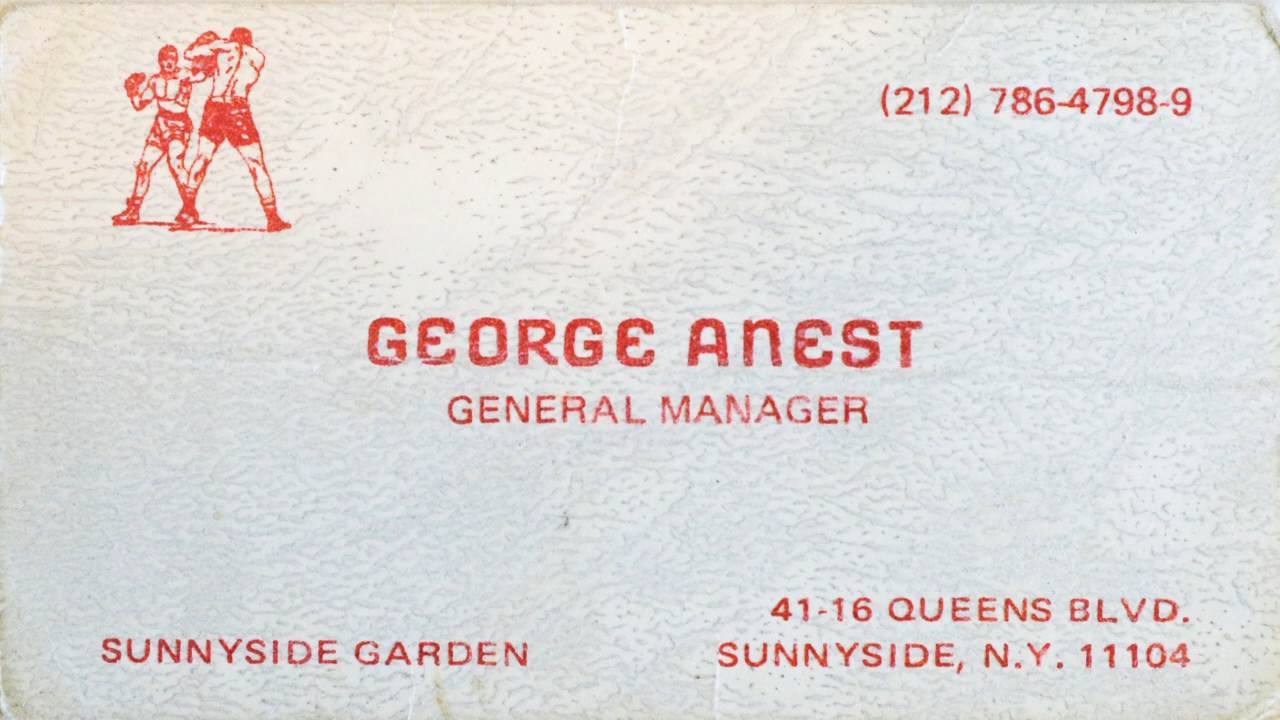 (212) 786-4798-9
GEORGE ANEST
GENERAL MANAGER
SUNNYSIDE GARDEN
41-16 QUEENS BLVD.
SUNNYSIDE, N.Y. 11104